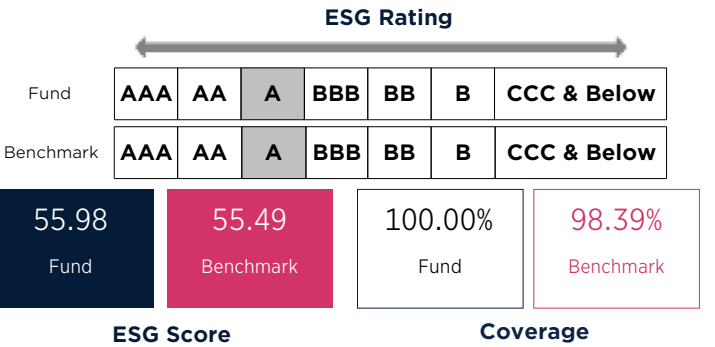 ESG Rating
Fund AAA AA A BBB BB B CCC & Below
Benchmark AAA AA A BBB BB B CCC & Below
55.98 55.49 100.00% 98.39%
Fund Benchmark Fund Benchmark
ESG Score Coverage